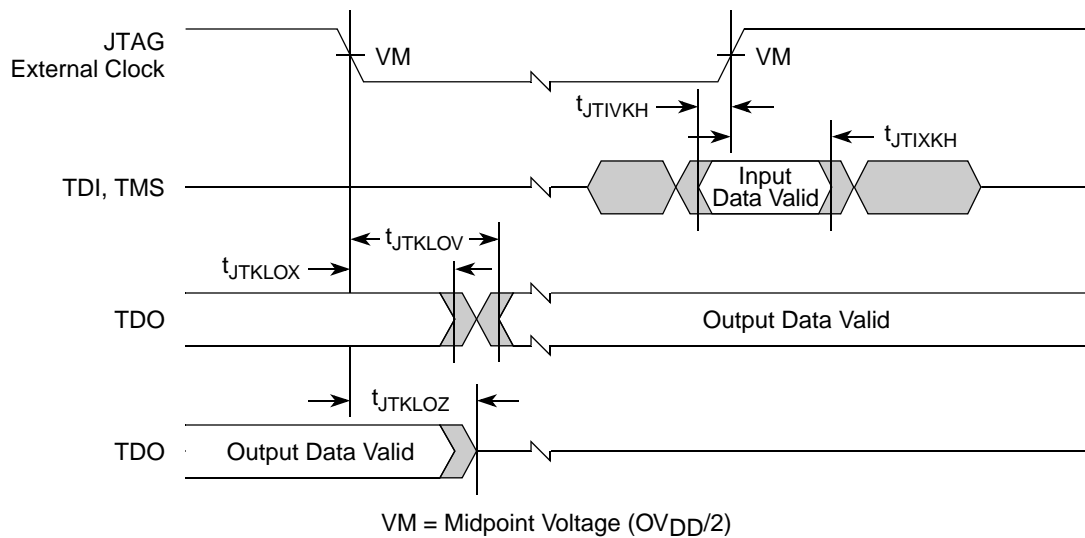 JTAG
External Clock
VM
VM
tJTIVKH
tJTIXKH
TDI, TMS
Input
Data Valid
tJTKLOV
tJTKLOX
TDO
Output Data Valid
tJTKLOZ
TDO
Output Data Valid
VM = Midpoint Voltage (OVDD/2)